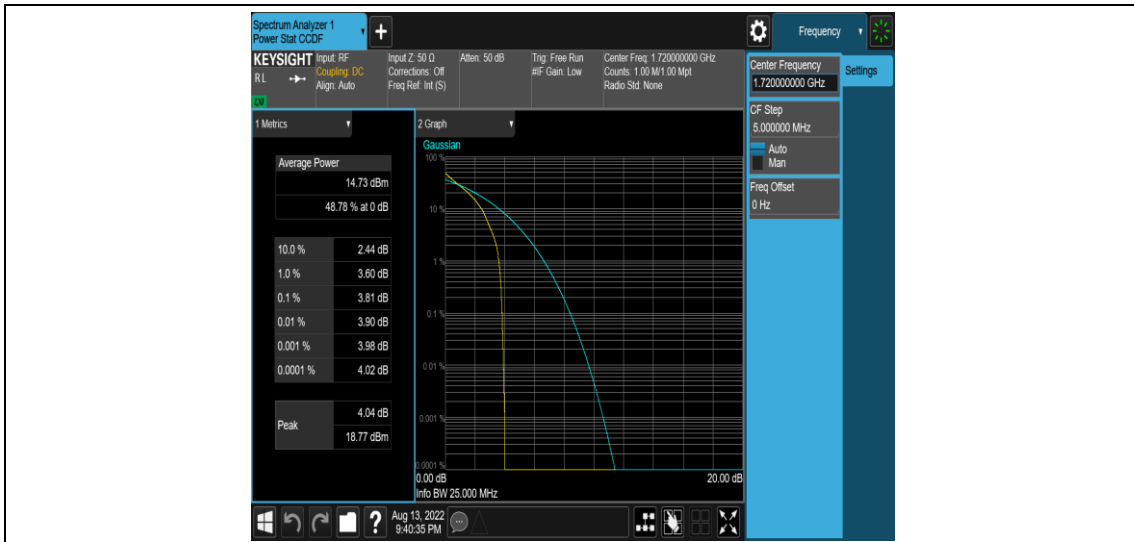 Spectrum Analyzer 1
Power Stat CCDF
+
Frequency
KEYSIGHT
RL
LXI
Input: RF
Coupling: DC
Align: Auto
Input Z: 50 Ω
Corrections: Off
Freq Ref: Int (S)
Atten: 50 dB
Trig: Free Run
#IF Gain: Low
Center Freq: 1.720000000 GHz
Counts: 1.00 M/1.00 Mpt
Radio Std: None
Center Frequency
1.720000000 GHz
Settings
CF Step
5.000000 MHz
Auto
Man
Freq Offset
0 Hz
1 Metrics
Average Power
14.73 dBm
48.78 % at 0 dB
10.0 % 2.44 dB
1.0 % 3.60 dB
0.1 % 3.81 dB
0.01 % 3.90 dB
0.001 % 3.98 dB
0.0001 % 4.02 dB
Peak 4.04 dB
18.77 dBm
2 Graph
Gaussian
100 %
10 %
1 %
0.1 %
0.01 %
0.001 %
0.0001 %
0.00 dB 20.00 dB
Info BW 25.000 MHz
?
Aug 13, 2022
9:40:35 PM